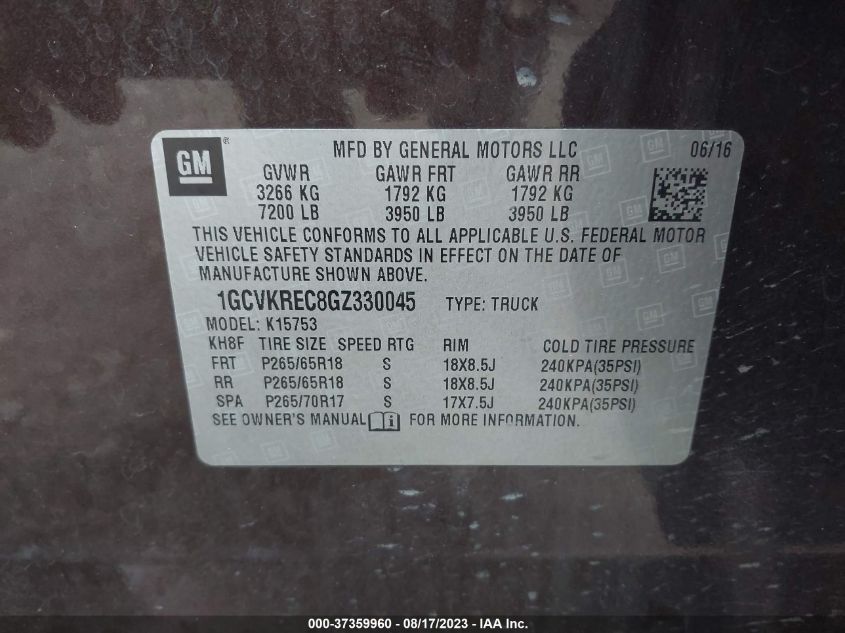 GM ® MFD BY GENERAL MOTORS LLC 06/16
GVWR GAWR FRT GAWR RR
3266 KG 1792 KG 1792 KG
7200 LB 3950 LB 3950 LB
THIS VEHICLE CONFORMS TO ALL APPLICABLE U.S. FEDERAL MOTOR
VEHICLE SAFETY STANDARDS IN EFFECT ON THE DATE OF
MANUFACTURE SHOWN ABOVE.
1GCVKREC8GZ330045 TYPE: TRUCK
MODEL: K15753
KH8F TIRE SIZE SPEED RTG RIM COLD TIRE PRESSURE
FRT P265/65R18 S 18X8.5J 240KPA(35PSI)
RR P265/65R18 S 18X8.5J 240KPA(35PSI)
SPA P265/70R17 S 17X7.5J 240KPA(35PSI)
SEE OWNER'S MANUAL i FOR MORE INFORMATION.
000-37359960 - 08/17/2023 - IAA Inc.